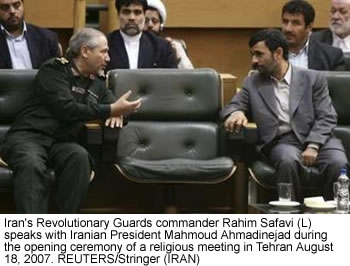 Iran's Revolutionary Guards commander Rahim Safavi (L)
speaks with Iranian President Mahmoud Ahmadinejad during
the opening ceremony of a religious meeting in Tehran August
18, 2007. REUTERS/Stringer (IRAN)